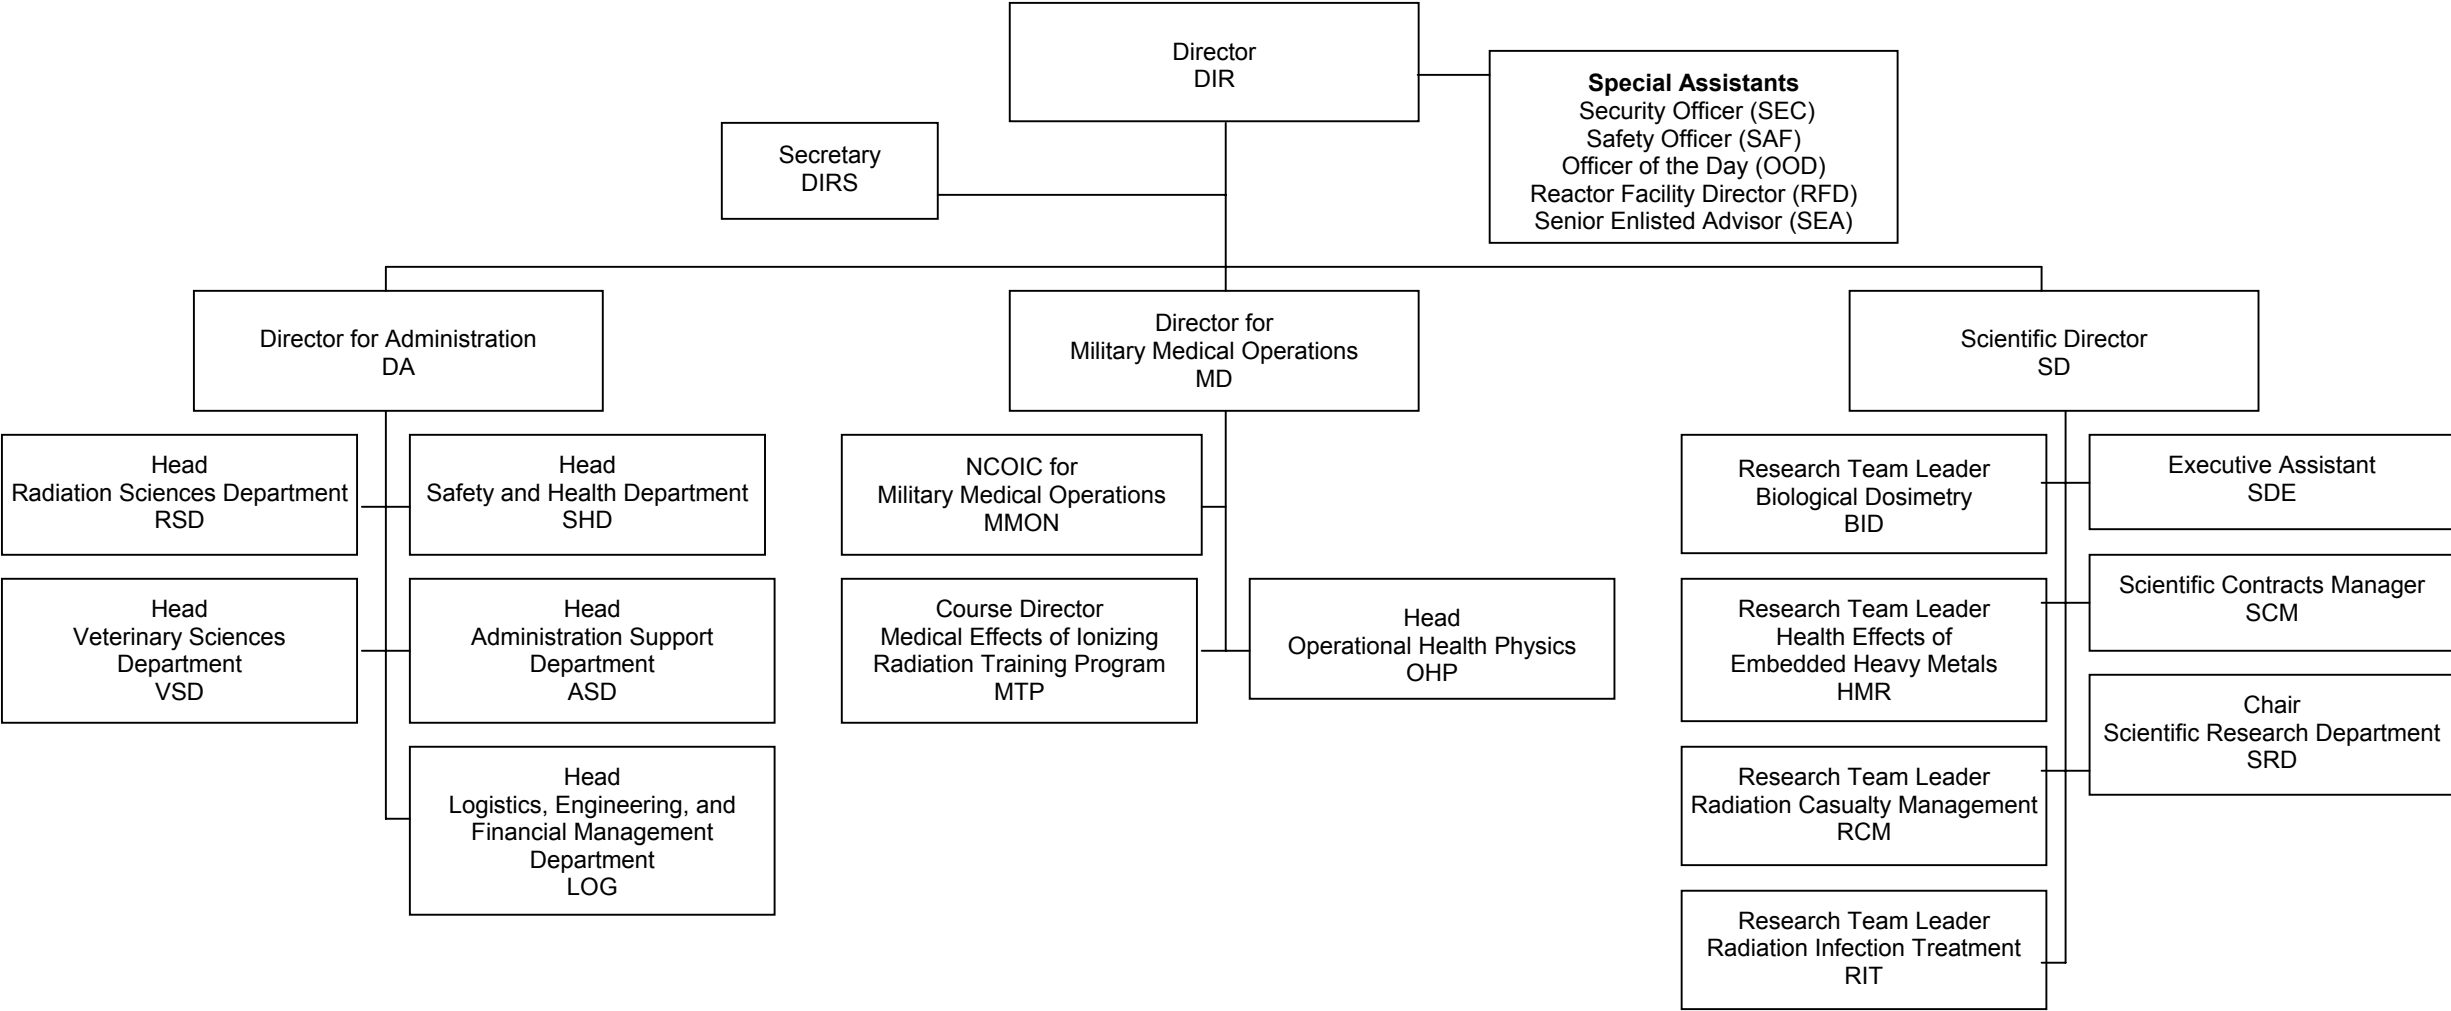 Director
DIR
Special Assistants
Security Officer (SEC)
Safety Officer (SAF)
Officer of the Day (OOD)
Reactor Facility Director (RFD)
Senior Enlisted Advisor (SEA)
Secretary
DIRS
Director for Administration
DA
Director for
Military Medical Operations
MD
Scientific Director
SD
Head
Radiation Sciences Department
RSD
Head
Safety and Health Department
SHD
Head
Veterinary Sciences
Department
VSD
Head
Administration Support
Department
ASD
Head
Logistics, Engineering, and
Financial Management
Department
LOG
NCOIC for
Military Medical Operations
MMON
Course Director
Medical Effects of Ionizing
Radiation Training Program
MTP
Head
Operational Health Physics
OHP
Research Team Leader
Biological Dosimetry
BID
Executive Assistant
SDE
Research Team Leader
Health Effects of
Embedded Heavy Metals
HMR
Scientific Contracts Manager
SCM
Chair
Scientific Research Department
SRD
Research Team Leader
Radiation Casualty Management
RCM
Research Team Leader
Radiation Infection Treatment
RIT